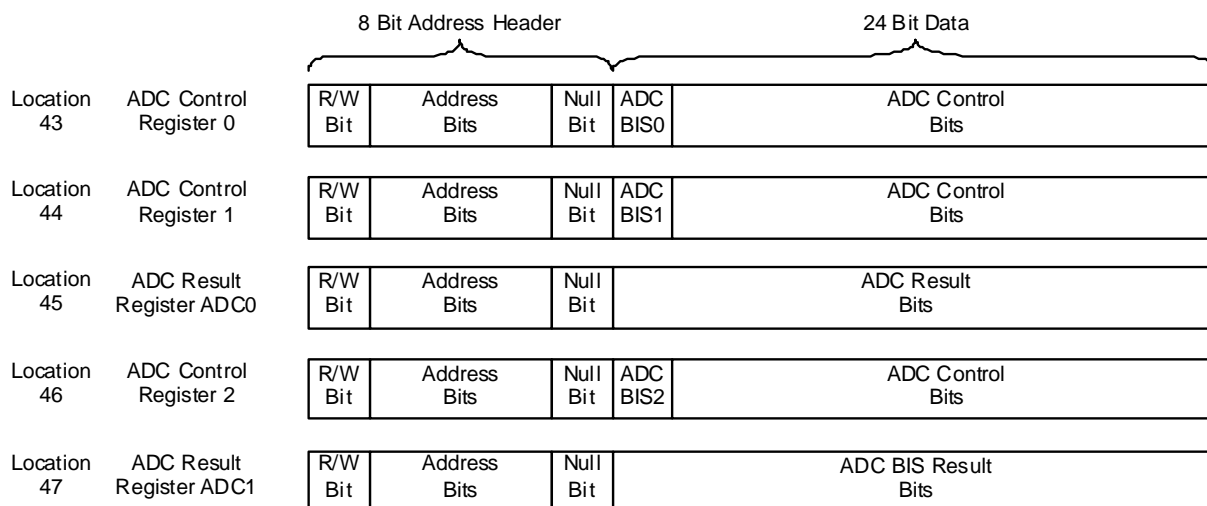 8 Bit Address Header 24 Bit Data
Location ADC Control R/W Address Null ADC ADC Control
43 Register 0 Bit Bits Bit BIS0 Bits
Location ADC Control R/W Address Null ADC ADC Control
44 Register 1 Bit Bits Bit BIS1 Bits
Location ADC Result R/W Address Null ADC Result
45 Register ADC0 Bit Bits Bit Bits
Location ADC Control R/W Address Null ADC ADC Control
46 Register 2 Bit Bits Bit BIS2 Bits
Location ADC Result R/W Address Null ADC BIS Result
47 Register ADC1 Bit Bits Bit Bits